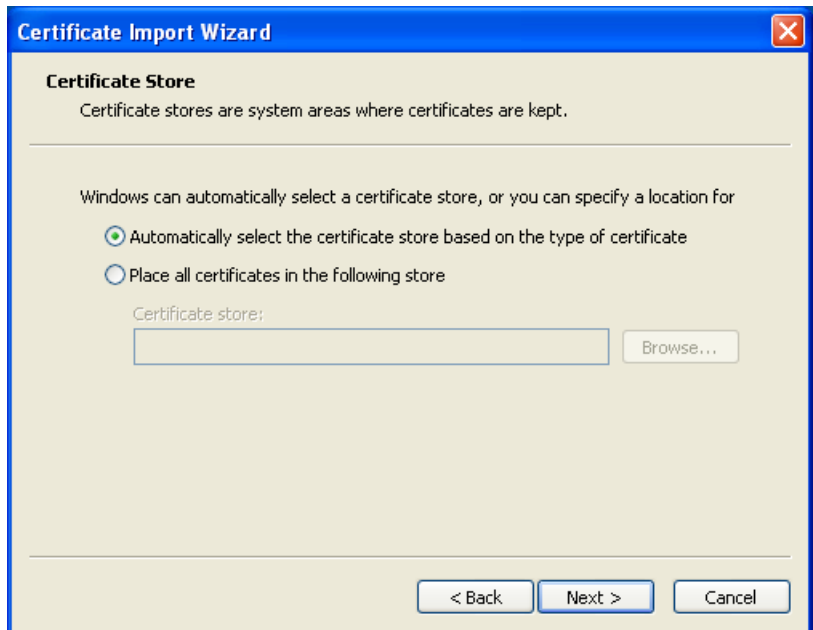 Certificate Import Wizard
Certificate Store
Certificate stores are system areas where certificates are kept.
Windows can automatically select a certificate store, or you can specify a location for
Automatically select the certificate store based on the type of certificate
Place all certificates in the following store
Certificate store:
Browse...
< Back Next > Cancel